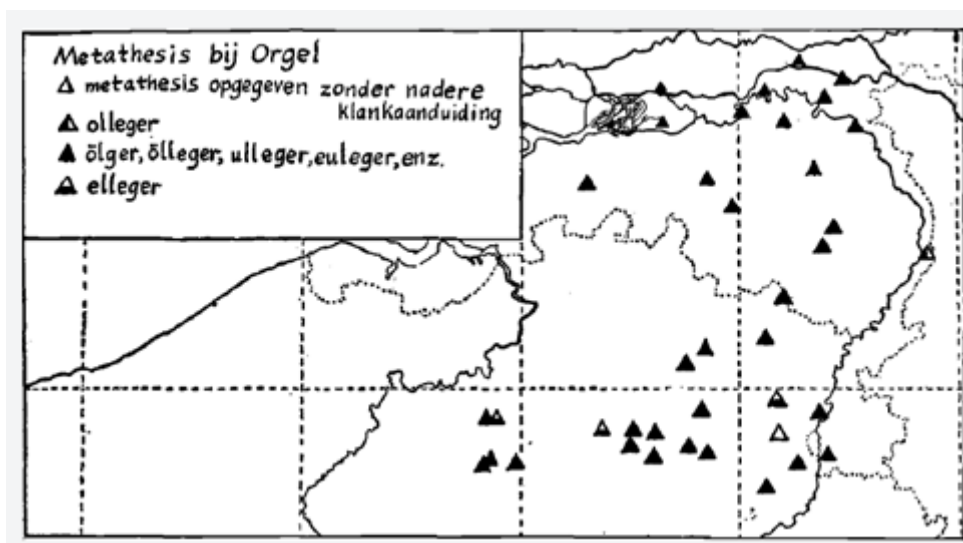 Metathesis bij Orgel
metathesis opgegeven zonder nadere
klankaanduiding
olleger
ölger, ölleger, ulleger, euleger, enz.
elleger